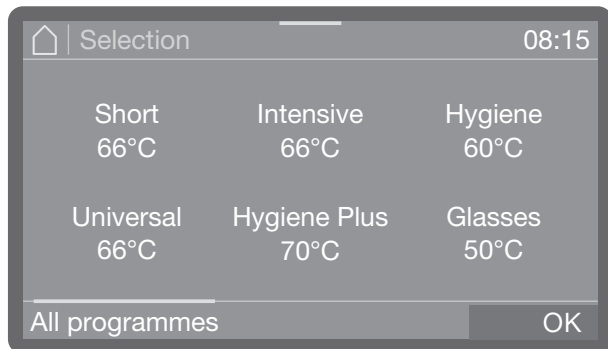 Selection 08:15
Short Intensive Hygiene
66°C 66°C 60°C
Universal Hygiene Plus Glasses
66°C 70°C 50°C
All programmes OK